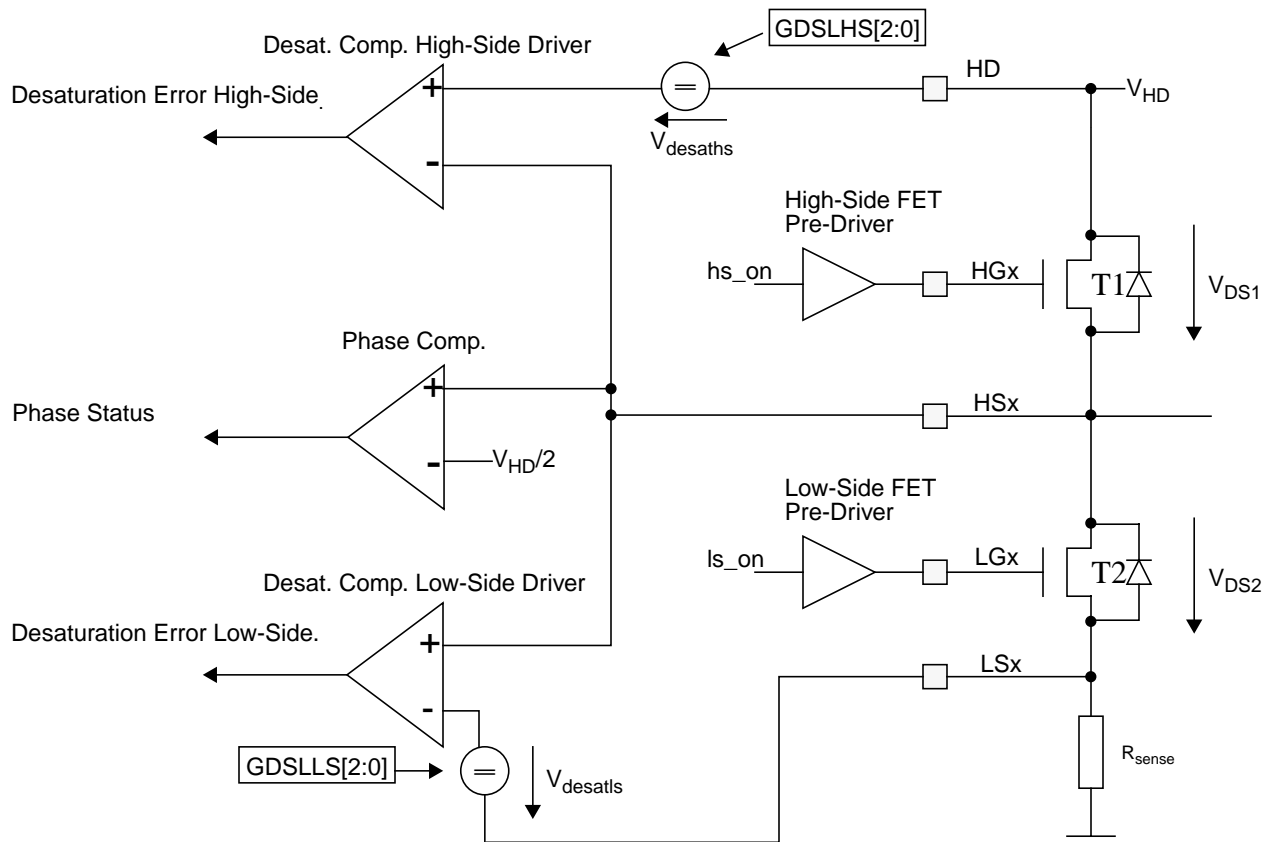 GDSLHS[2:0]
Desat. Comp. High-Side Driver
HD
+
=
Desaturation Error High-Side.
VHD
Vdesaths
-
High-Side FET
Pre-Driver
hs_on
HGx
T1
VDS1
Phase Comp.
+
Phase Status
HSx
-
VHD/2
Low-Side FET
Pre-Driver
ls_on
LGx
T2
VDS2
Desat. Comp. Low-Side Driver
Desaturation Error Low-Side.
+
LSx
-
GDSLLS[2:0]
=
Vdesatls
Rsense